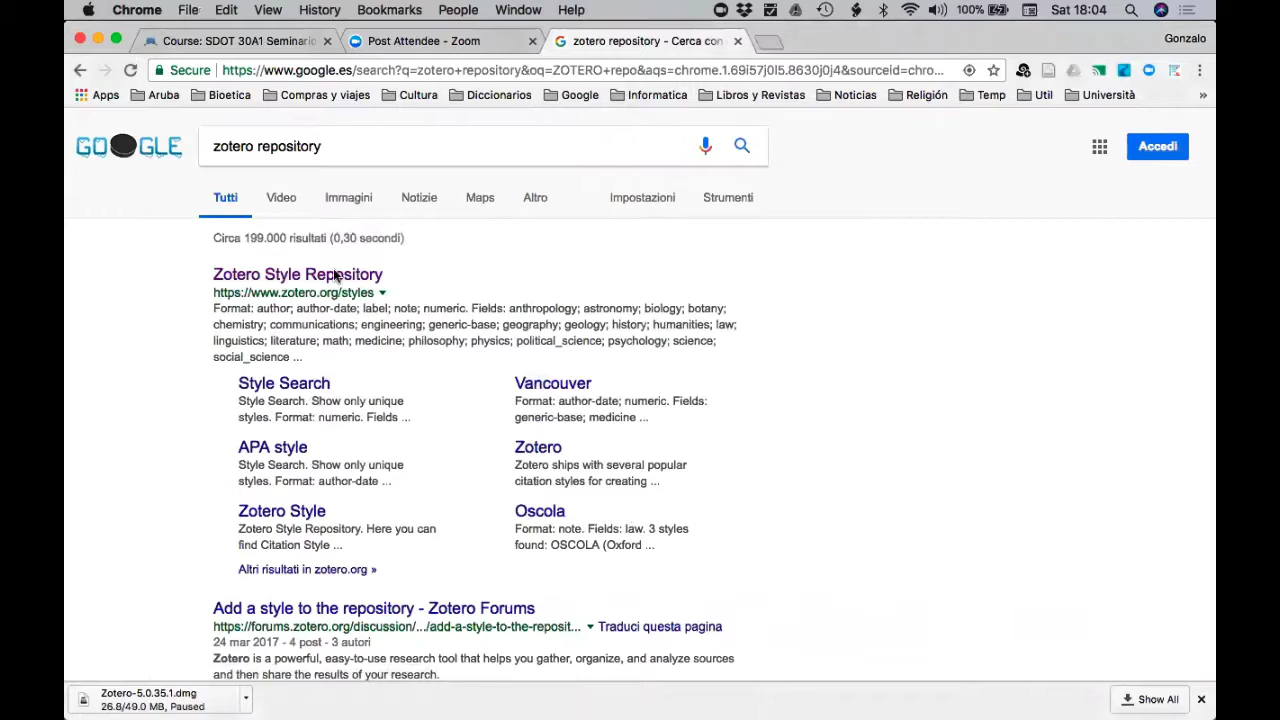 Chrome File Edit View History Bookmarks People Window Help 100% Sat 18:04
Course: SDOT 30A1 Seminario Post Attendee - Zoom zotero repository - Cerca con Gonzalo
Secure https://www.google.es/search?q=zotero+repository&oq=ZOTERO+repo&aqs=chrome.1.69i57j0l5.8630j0j4&sourceid=chro...
Apps Aruba Bioetica Compras y viajes Cultura Diccionarios Google Informatica Libros y Revistas Noticias Religión Temp Util Università »
GOOGLE zotero repository Accedi
Tutti Video Immagini Notizie Maps Altro Impostazioni Strumenti
Circa 199.000 risultati (0,30 secondi)
Zotero Style Repository
https://www.zotero.org/styles
Format: author; author-date; label; note; numeric. Fields: anthropology; astronomy; biology; botany;
chemistry; communications; engineering; generic-base; geography; geology; history; humanities; law;
linguistics; literature; math; medicine; philosophy; physics; political_science; psychology; science;
social_science ...
Style Search
Style Search. Show only unique
styles. Format: numeric. Fields ...
Vancouver
Format: author-date; numeric. Fields:
generic-base; medicine ...
APA style
Style Search. Show only unique
styles. Format: author-date ...
Zotero
Zotero ships with several popular
citation styles for creating ...
Zotero Style
Zotero Style Repository. Here you can
find Citation Style ...
Oscola
Format: note. Fields: law. 3 styles
found: OSCOLA (Oxford ...
Altri risultati in zotero.org »
Add a style to the repository - Zotero Forums
https://forums.zotero.org/discussion/.../add-a-style-to-the-reposit... Traduci questa pagina
24 mar 2017 - 4 post - 3 autori
Zotero is a powerful, easy-to-use research tool that helps you gather, organize, and analyze sources
and then share the results of your research.
Zotero-5.0.35.1.dmg
26.8/49.0 MB, Paused
Show All